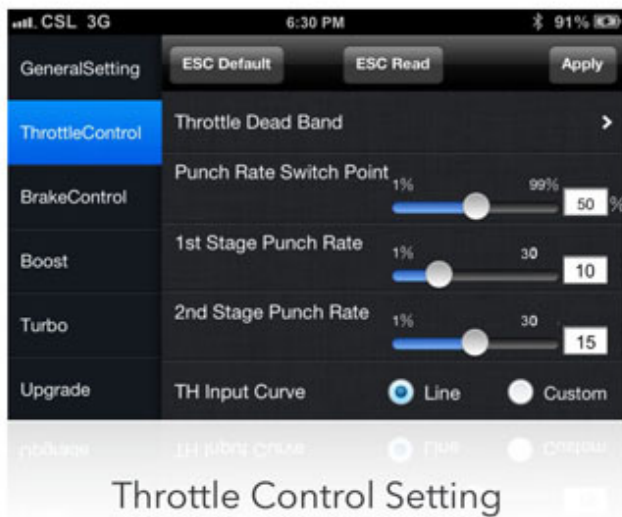 CSL 3G 6:30 PM 91%
GeneralSetting
ESC Default ESC Read Apply
ThrottleControl
Throttle Dead Band >
BrakeControl
Punch Rate Switch Point
1% 99%
50 %
Boost
1st Stage Punch Rate
1% 30
10
Turbo
2nd Stage Punch Rate
1% 30
15
Upgrade
TH Input Curve Line Custom
Throttle Control Setting